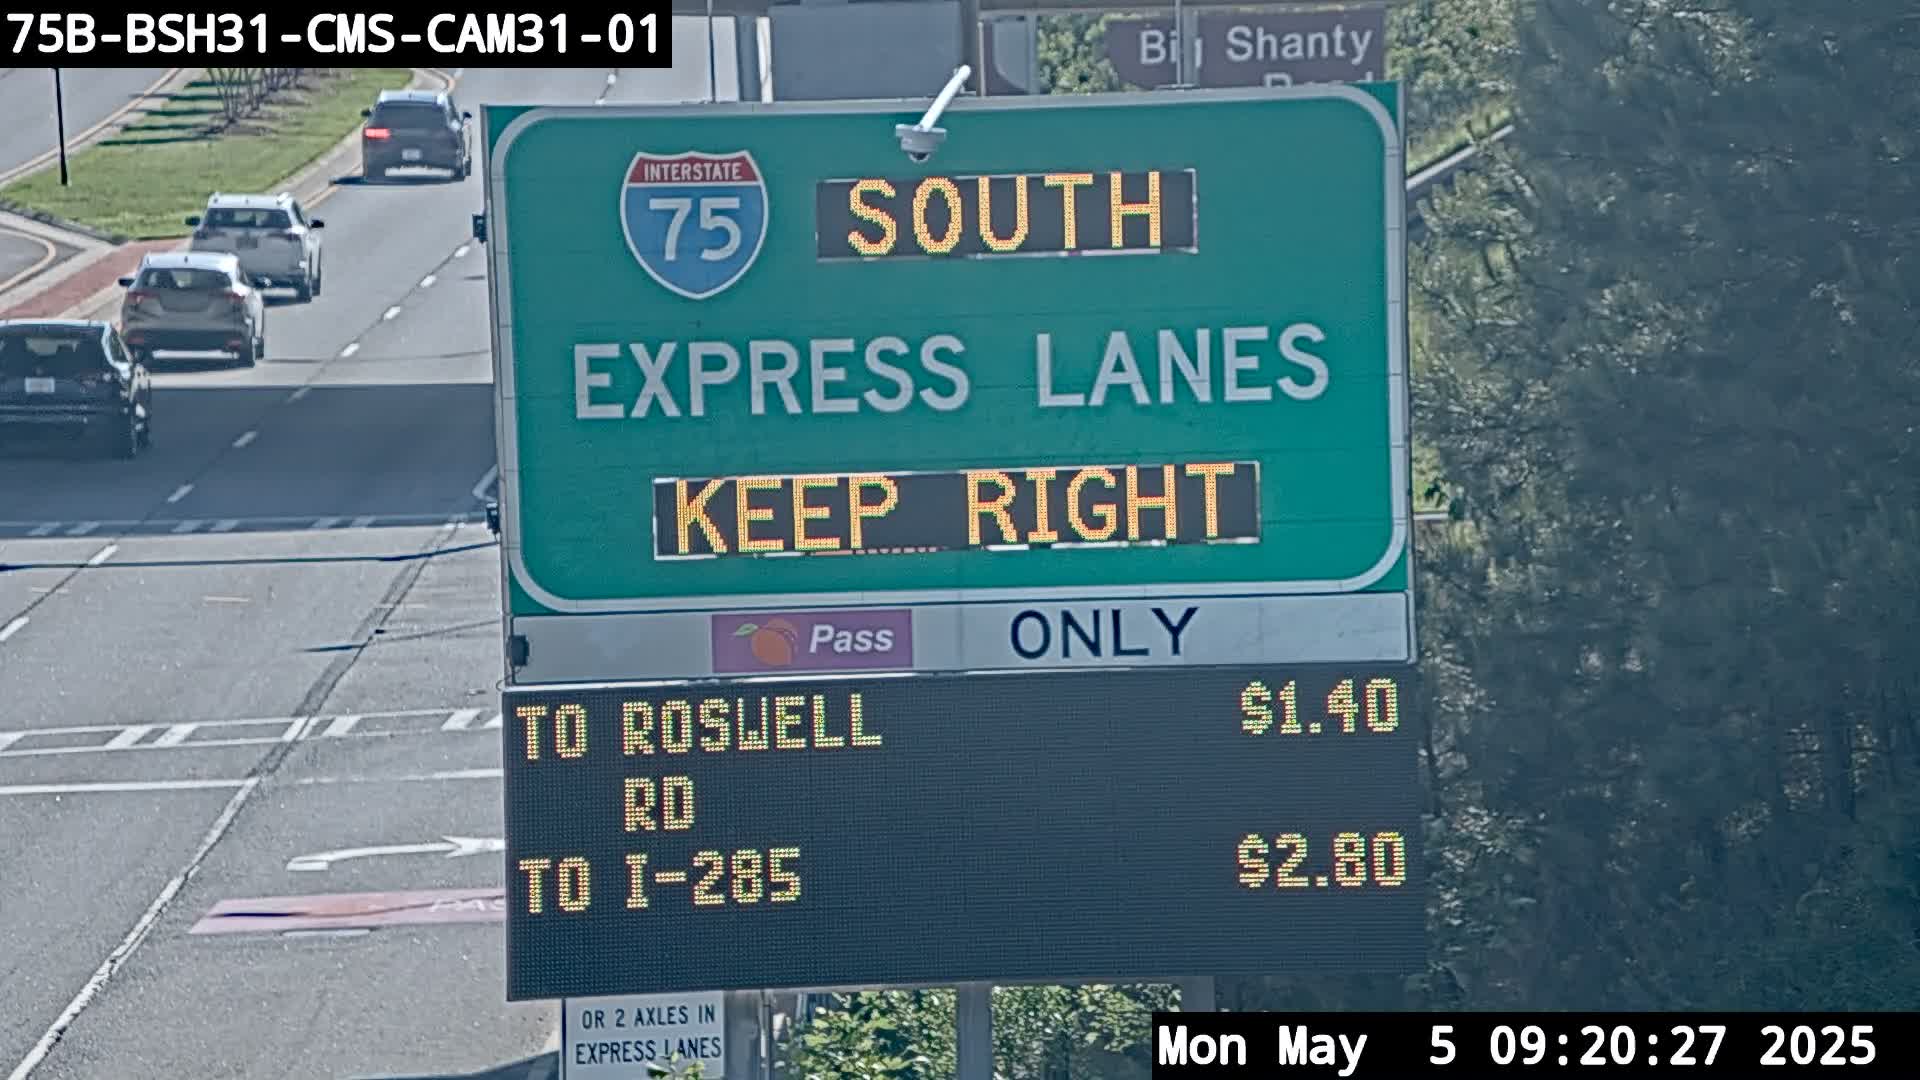 75B-BSH31-CMS-CAM31-01
Big Shanty
Road
INTERSTATE
75
SOUTH
EXPRESS LANES
KEEP RIGHT
Pass
ONLY
TO ROSWELL $1.40
RD
TO I-285 $2.80
OR 2 AXLES IN
EXPRESS LANES
Mon May 5 09:20:27 2025